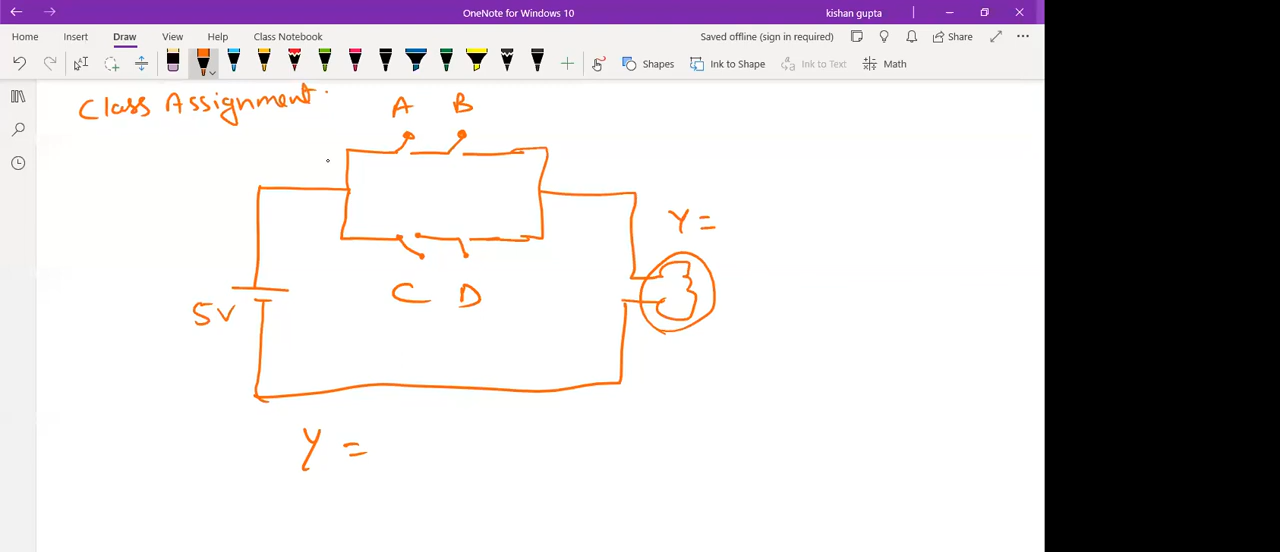 OneNote for Windows 10
kishan gupta
Home Insert Draw View Help Class Notebook
Saved offline (sign in required)
Share
Shapes
Ink to Shape
Ink to Text
Math
Class Assignment
A B
Y =
C D
5V
Y =